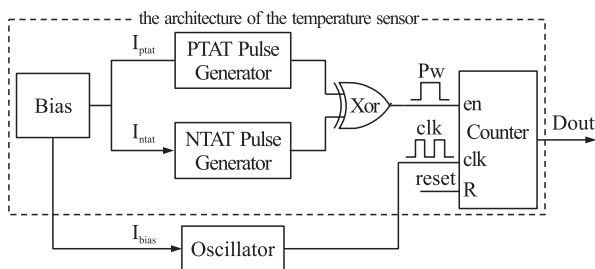 the architecture of the temperature sensor
Iptat
PTAT Pulse
Generator
Bias
Xor
Pw
en
Counter
Dout
Intat
NTAT Pulse
Generator
clk
clk
reset
R
Ibias
Oscillator